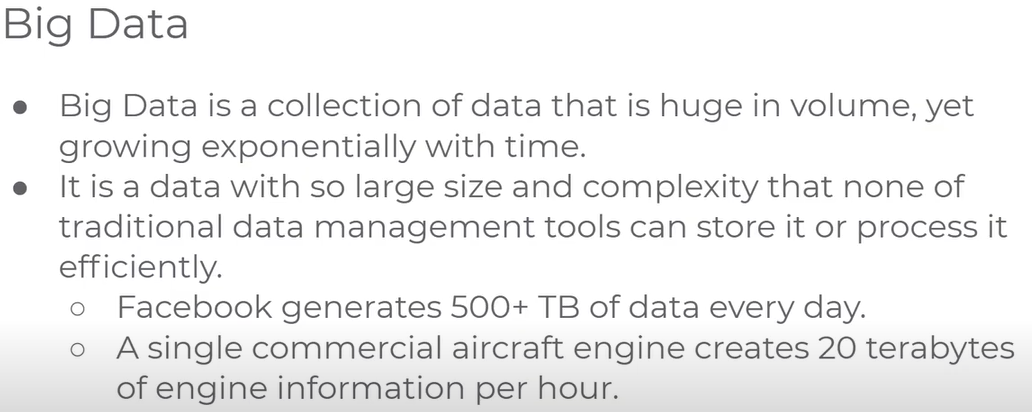 Big Data
● Big Data is a collection of data that is huge in volume, yet
growing exponentially with time.
● It is a data with so large size and complexity that none of
traditional data management tools can store it or process it
efficiently.
○ Facebook generates 500+ TB of data every day.
○ A single commercial aircraft engine creates 20 terabytes
of engine information per hour.